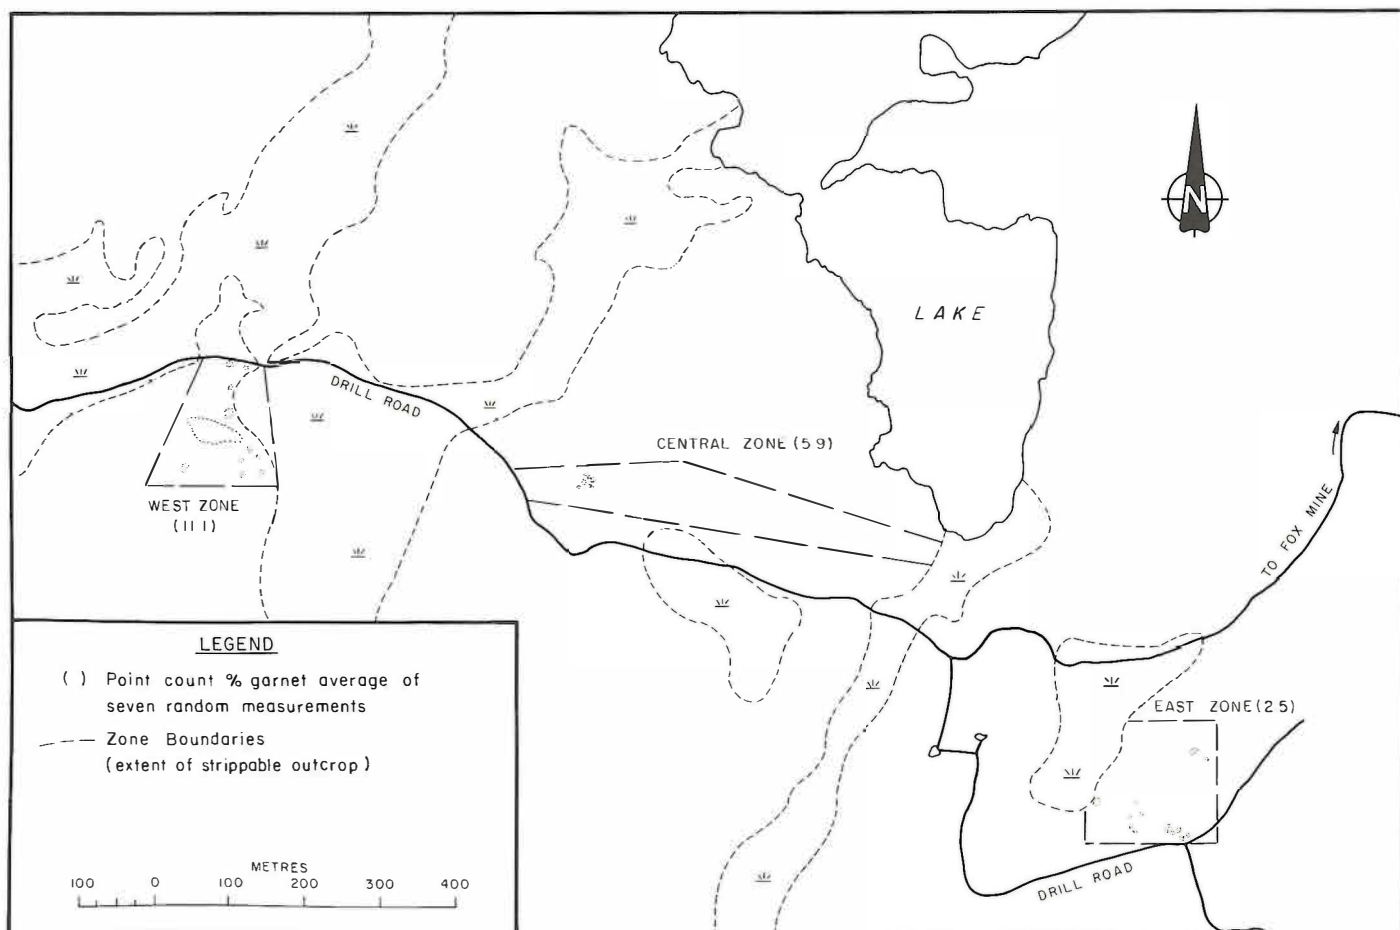 N
LAKE
DRILL ROAD
CENTRAL ZONE (5 9)
WEST ZONE
(11 1)
TO FOX MINE
EAST ZONE (2 5)
DRILL ROAD
LEGEND
( ) Point count % garnet average of
seven random measurements
Zone Boundaries
(extent of strippable outcrop)
METRES
100 0 100 200 300 400